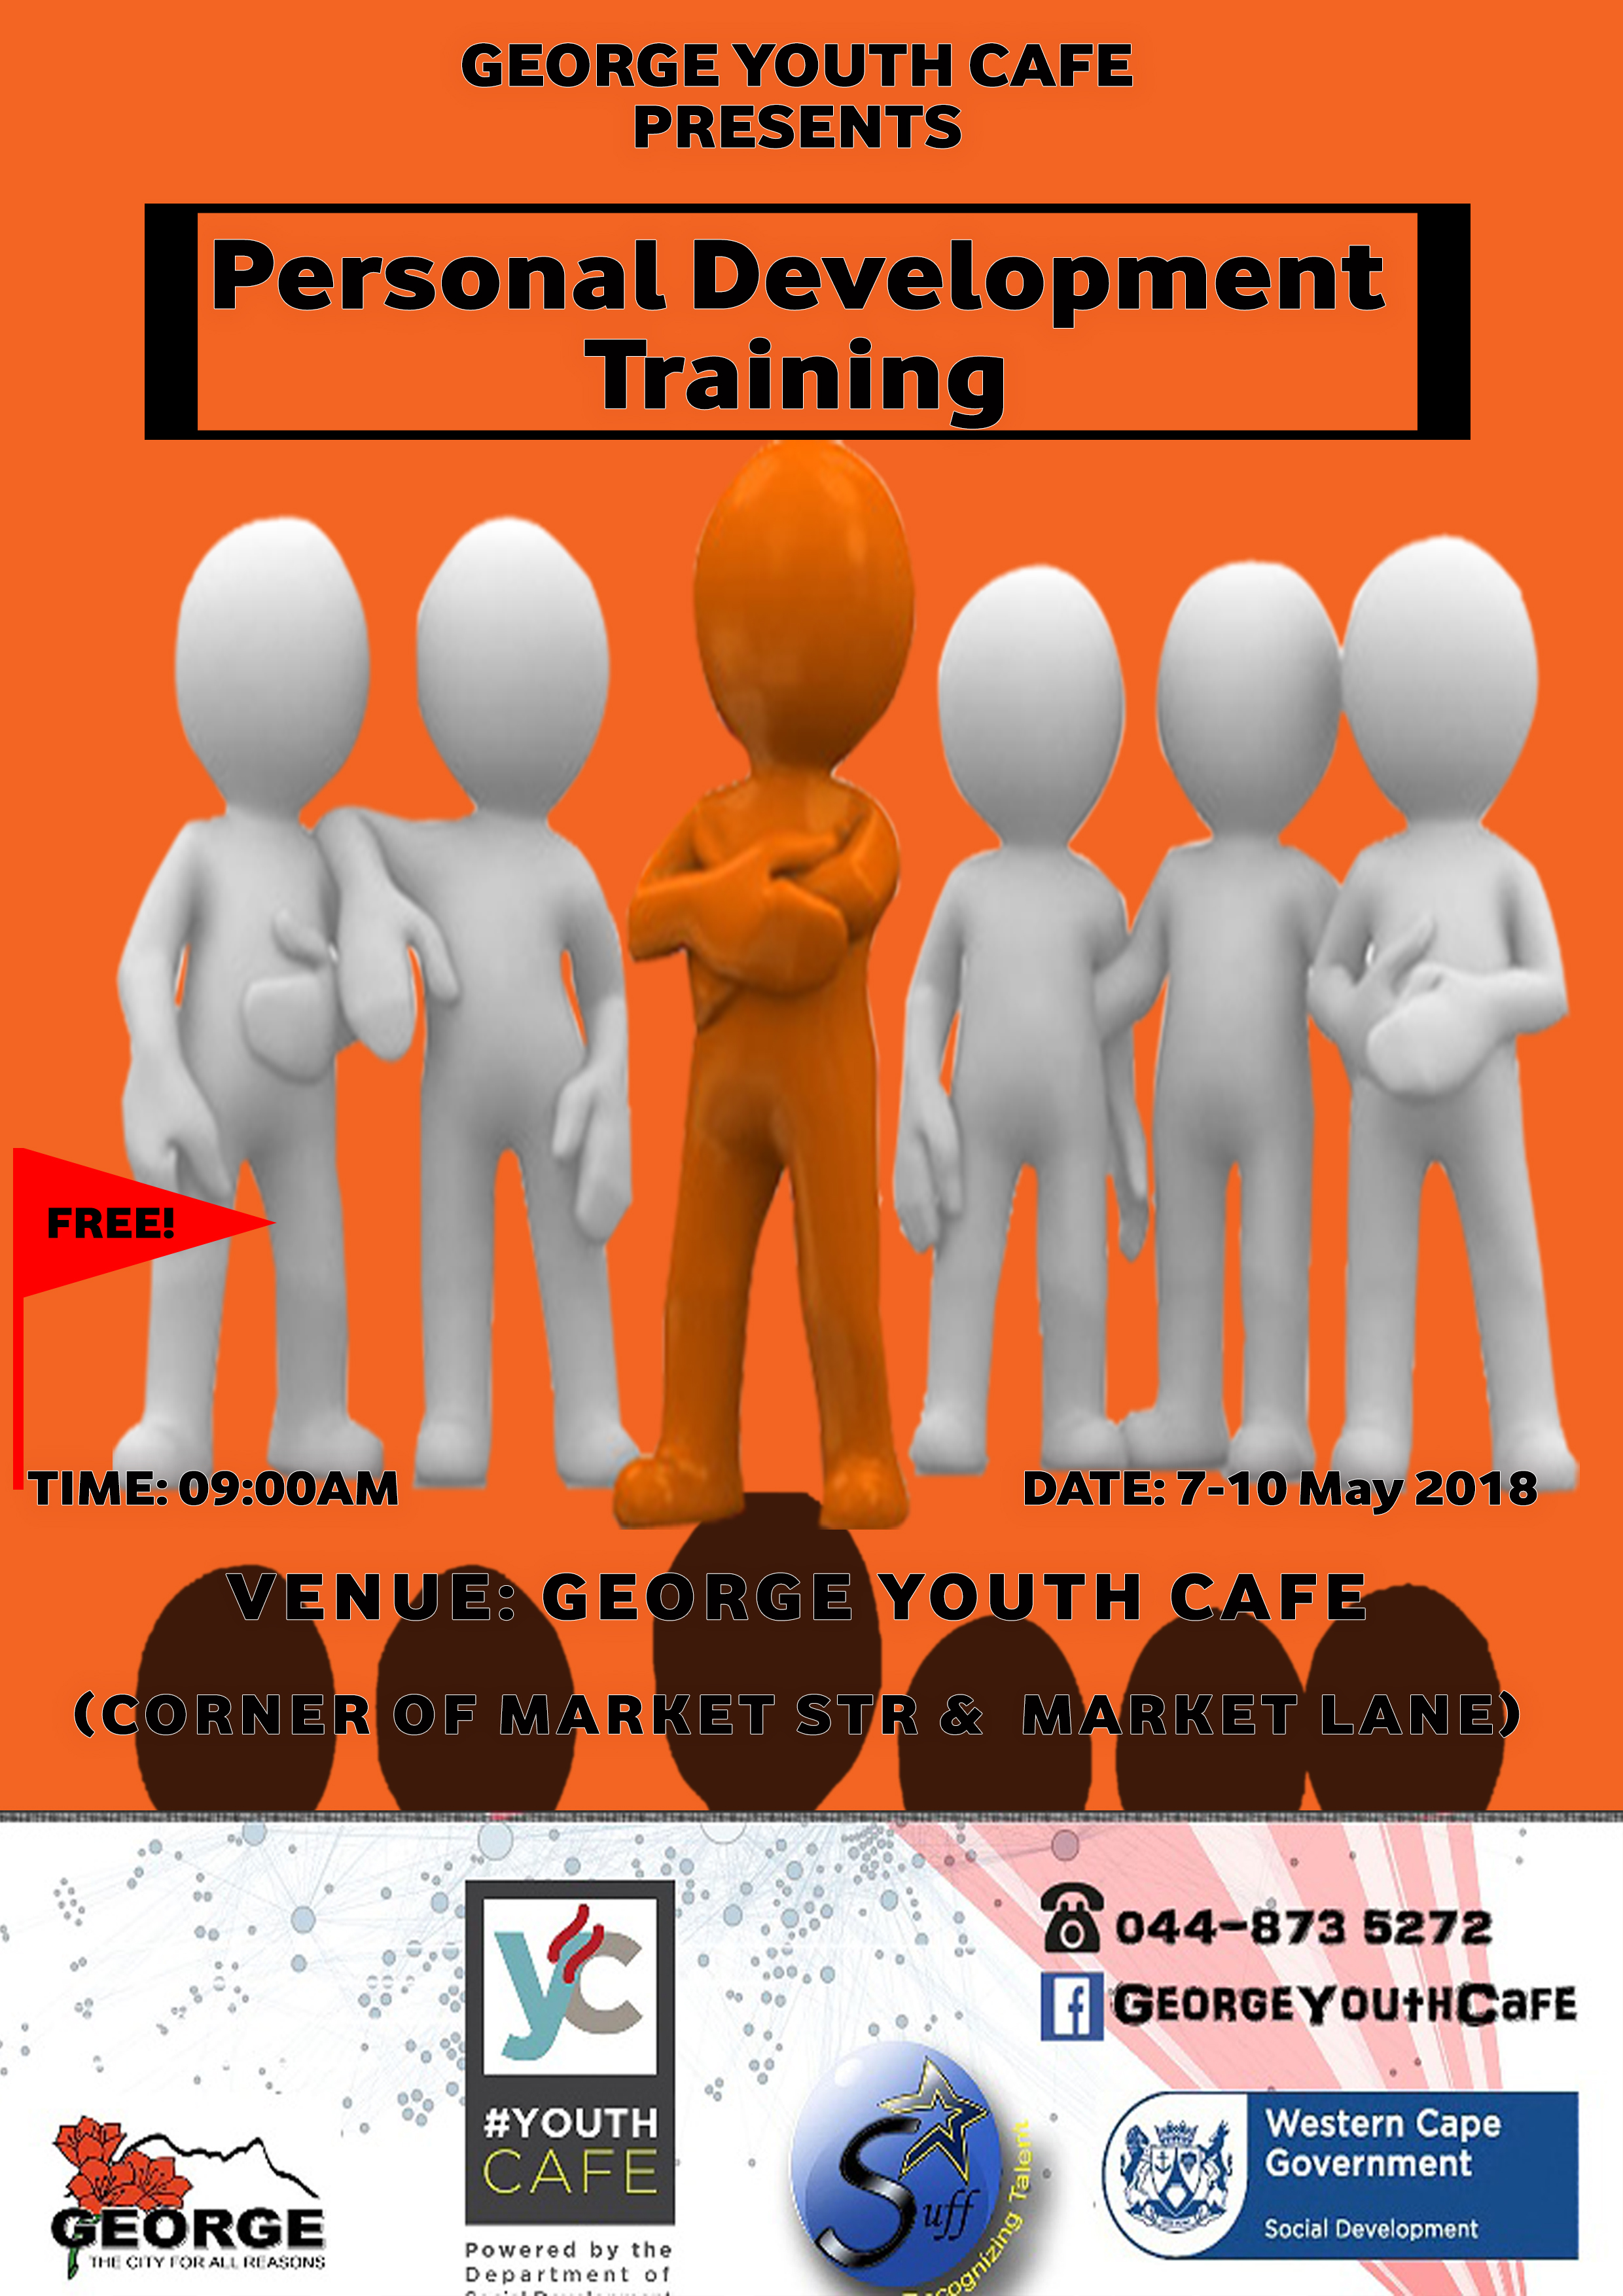 GEORGE YOUTH CAFE
PRESENTS
Personal Development
Training
FREE!
TIME: 09:00AM
DATE: 7-10 May 2018
VENUE: GEORGE YOUTH CAFE
(CORNER OF MARKET STR & MARKET LANE)
044-873 5272
GEORGEYOUtHCaFE
yc
#YOUTH
CAFE
Powered by the
Department of
GEORGE
THE CITY FOR ALL REASONS
Suff
Recognizing Talent
Western Cape
Government
Social Development